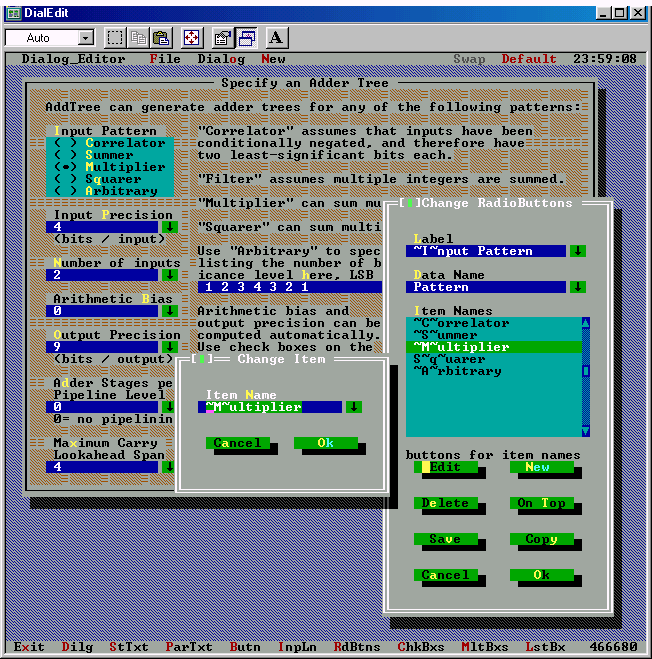 DialEdit
Auto
A
Dialog_Editor File Dialog New Swap Default 23:59:08
Specify an Adder Tree
AddTree can generate adder trees for any of the following patterns:
Input Pattern
( ) Correlator
( ) Summer
(•) Multiplier
( ) Squarer
( ) Arbitrary
"Correlator" assumes that inputs have been
conditionally negated, and therefore have
two least-significant bits each.
"Filter" assumes multiple integers are summed.
"Multiplier" can sum mu
"Squarer" can sum multi
Use "Arbitrary" to spec
listing the number of b
icance level here, LSB
1 2 3 4 3 2 1
Arithmetic bias and
output precision can be
computed automatically.
Use check boxes on the
Input Precision
4
(bits / input)
Number of inputs
2
Arithmetic Bias
0
Output Precision
9
(bits / output)
Adder Stages pe
Pipeline Level
0
0= no pipelinin
Maximum Carry
Lookahead Span
4
Change Item
Item Name
~M~ultiplier
Cancel Ok
Change RadioButtons
Label
~I~nput Pattern
Data Name
Pattern
Item Names
~C~orrelator
~S~ummer
~M~ultiplier
S~q~uarer
~A~rbitrary
buttons for item names
Edit New
Delete On Top
Save Copy
Cancel Ok
Exit Dilg StTxt ParTxt Butn InpLn RdBtns ChkBxs MltBxs LstBx 466680